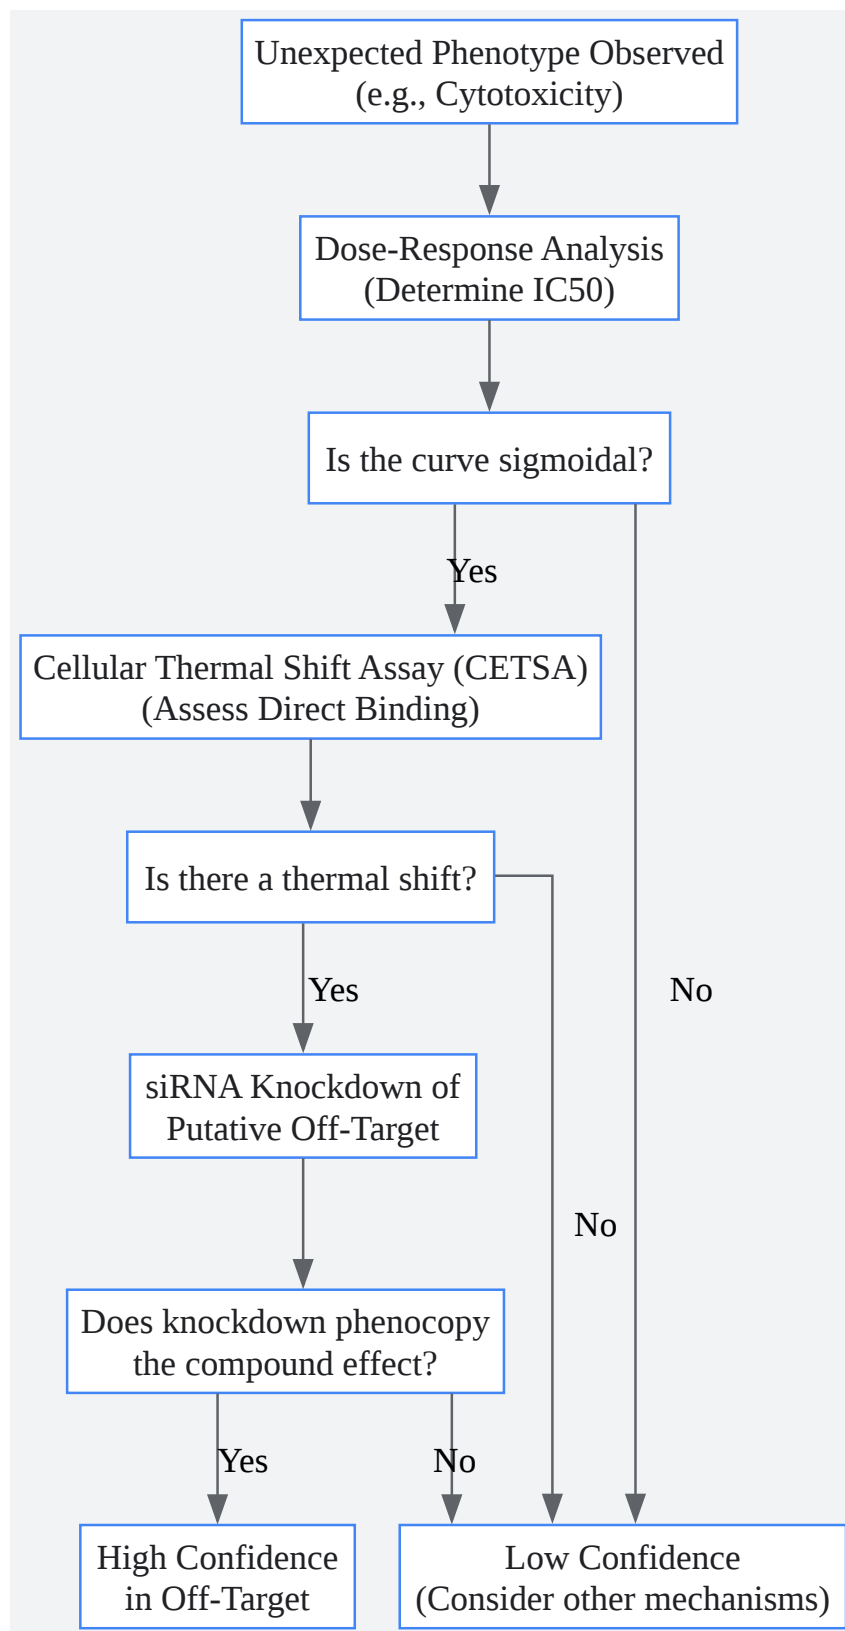 Unexpected Phenotype Observed
(e.g., Cytotoxicity)
Dose-Response Analysis
(Determine IC50)
Is the curve sigmoidal?
Yes
Cellular Thermal Shift Assay (CETSA)
(Assess Direct Binding)
Is there a thermal shift?
Yes
No
siRNA Knockdown of
Putative Off-Target
No
Does knockdown phenocopy
the compound effect?
Yes
No
High Confidence
in Off-Target
Low Confidence
(Consider other mechanisms)